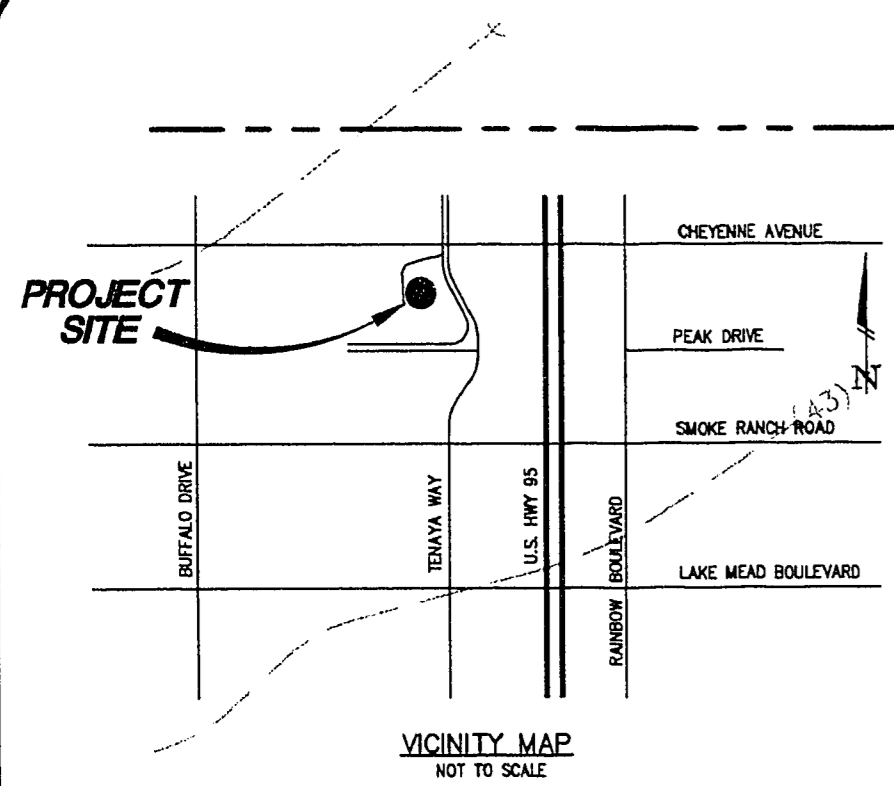 CHEYENNE AVENUE
PROJECT
SITE
PEAK DRIVE
N
(43)
SMOKE RANCH ROAD
BUFFALO DRIVE
TENAYA WAY
U.S. HWY 95
RAINBOW BOULEVARD
LAKE MEAD BOULEVARD
VICINITY MAP
NOT TO SCALE